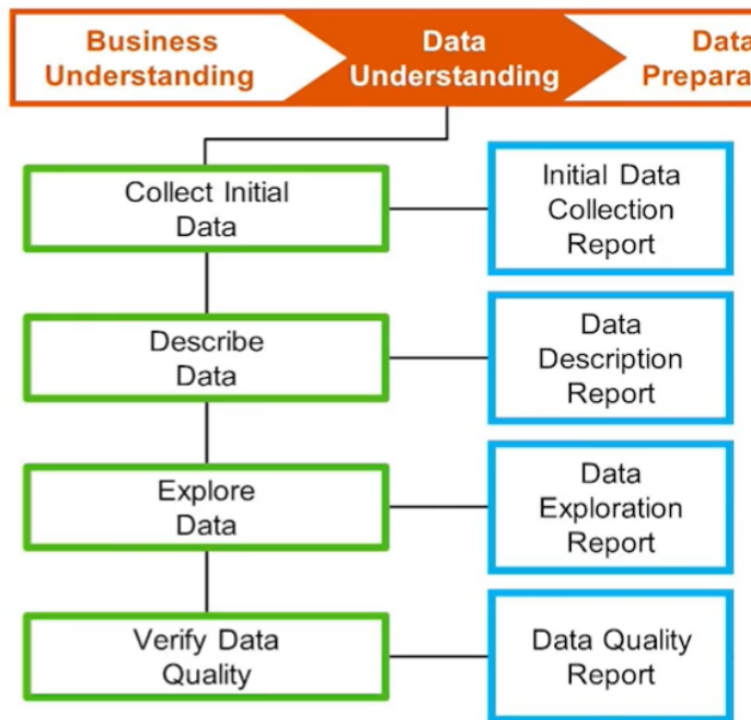 Business
Understanding
Data
Understanding
Data
Prepara
Collect Initial
Data
Initial Data
Collection
Report
Describe
Data
Data
Description
Report
Explore
Data
Data
Exploration
Report
Verify Data
Quality
Data Quality
Report